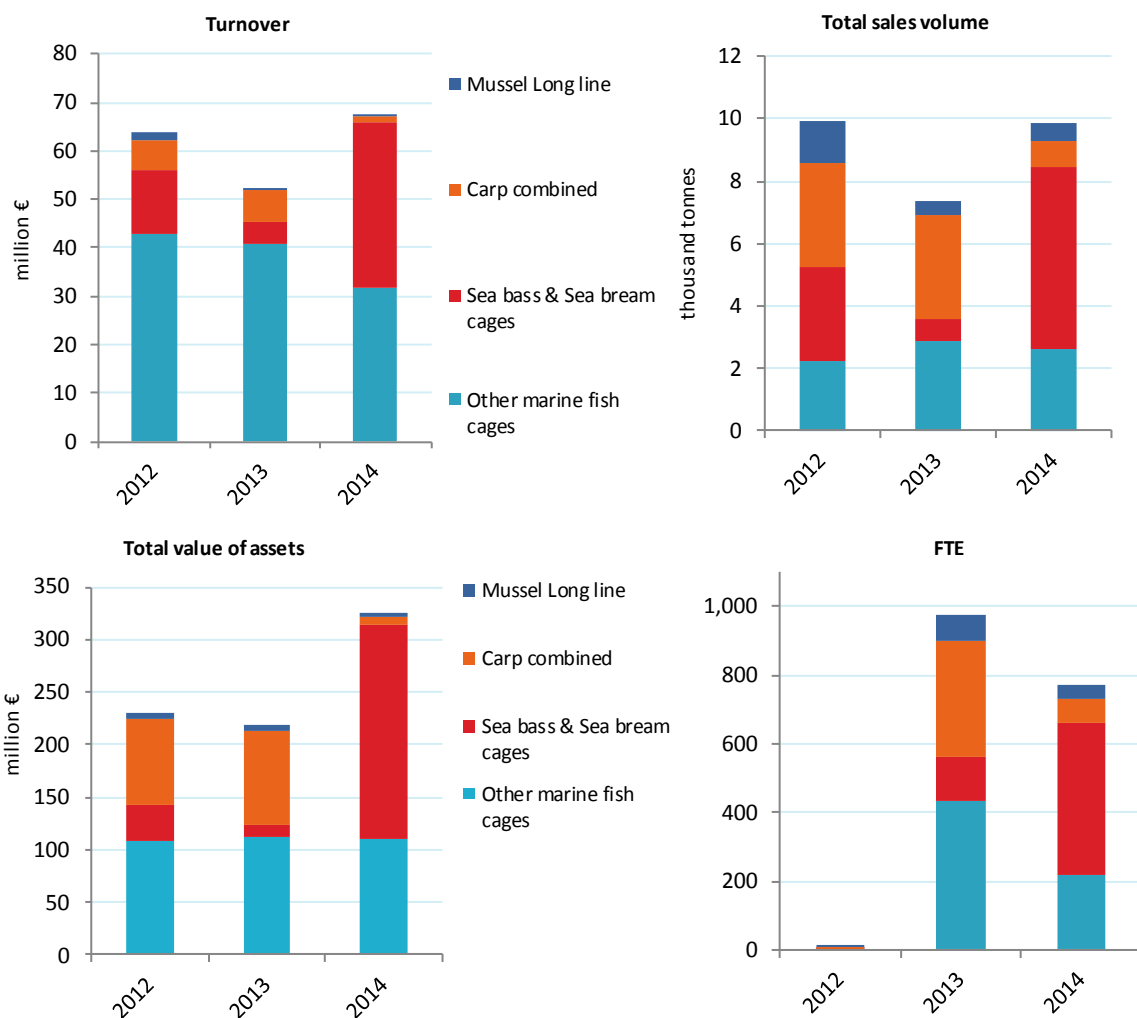 Turnover
80
70
60
50
40
30
20
10
0
million €
2012
2013
2014
Mussel Long line
Carp combined
Sea bass & Sea bream
cages
Other marine fish
cages
Total sales volume
12
10
8
6
4
2
0
thousand tonnes
2012
2013
2014
Total value of assets
350
300
250
200
150
100
50
0
million €
2012
2013
2014
Mussel Long line
Carp combined
Sea bass & Sea bream
cages
Other marine fish
cages
FTE
1,000
800
600
400
200
0
2012
2013
2014